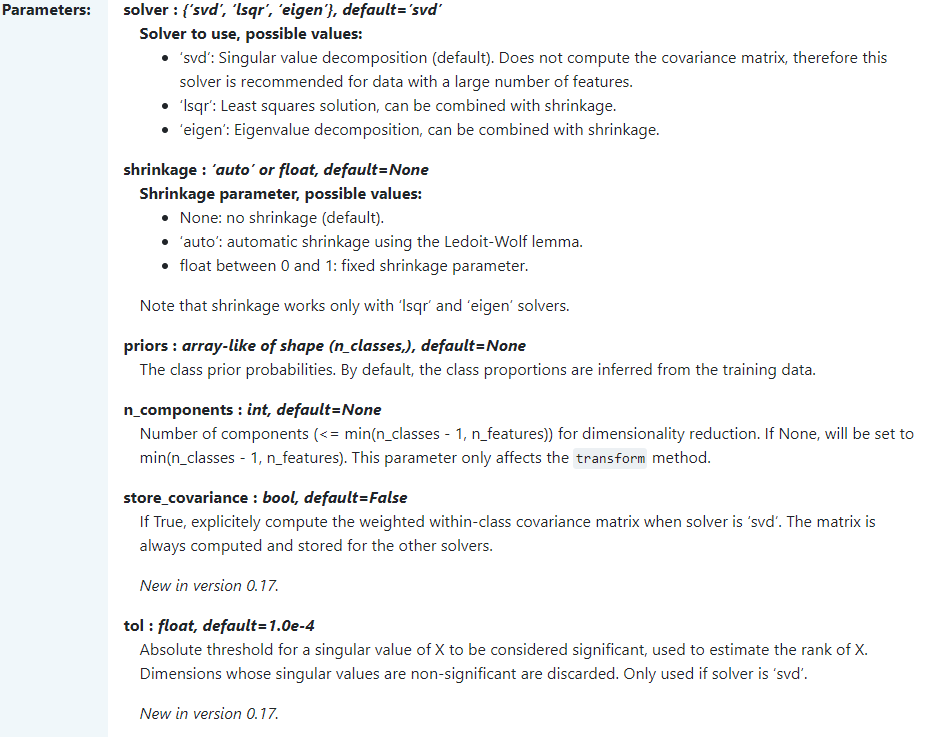 Parameters:
solver : {'svd', 'lsqr', 'eigen'}, default='svd'
Solver to use, possible values:
• 'svd': Singular value decomposition (default). Does not compute the covariance matrix, therefore this
solver is recommended for data with a large number of features.
• 'lsqr': Least squares solution, can be combined with shrinkage.
• 'eigen': Eigenvalue decomposition, can be combined with shrinkage.
shrinkage : 'auto' or float, default=None
Shrinkage parameter, possible values:
• None: no shrinkage (default).
• 'auto': automatic shrinkage using the Ledoit-Wolf lemma.
• float between 0 and 1: fixed shrinkage parameter.
Note that shrinkage works only with 'lsqr' and 'eigen' solvers.
priors : array-like of shape (n_classes,), default=None
The class prior probabilities. By default, the class proportions are inferred from the training data.
n_components : int, default=None
Number of components (<= min(n_classes - 1, n_features)) for dimensionality reduction. If None, will be set to
min(n_classes - 1, n_features). This parameter only affects the transform method.
store_covariance : bool, default=False
If True, explicitely compute the weighted within-class covariance matrix when solver is 'svd'. The matrix is
always computed and stored for the other solvers.
New in version 0.17.
tol : float, default=1.0e-4
Absolute threshold for a singular value of X to be considered significant, used to estimate the rank of X.
Dimensions whose singular values are non-significant are discarded. Only used if solver is 'svd'.
New in version 0.17.